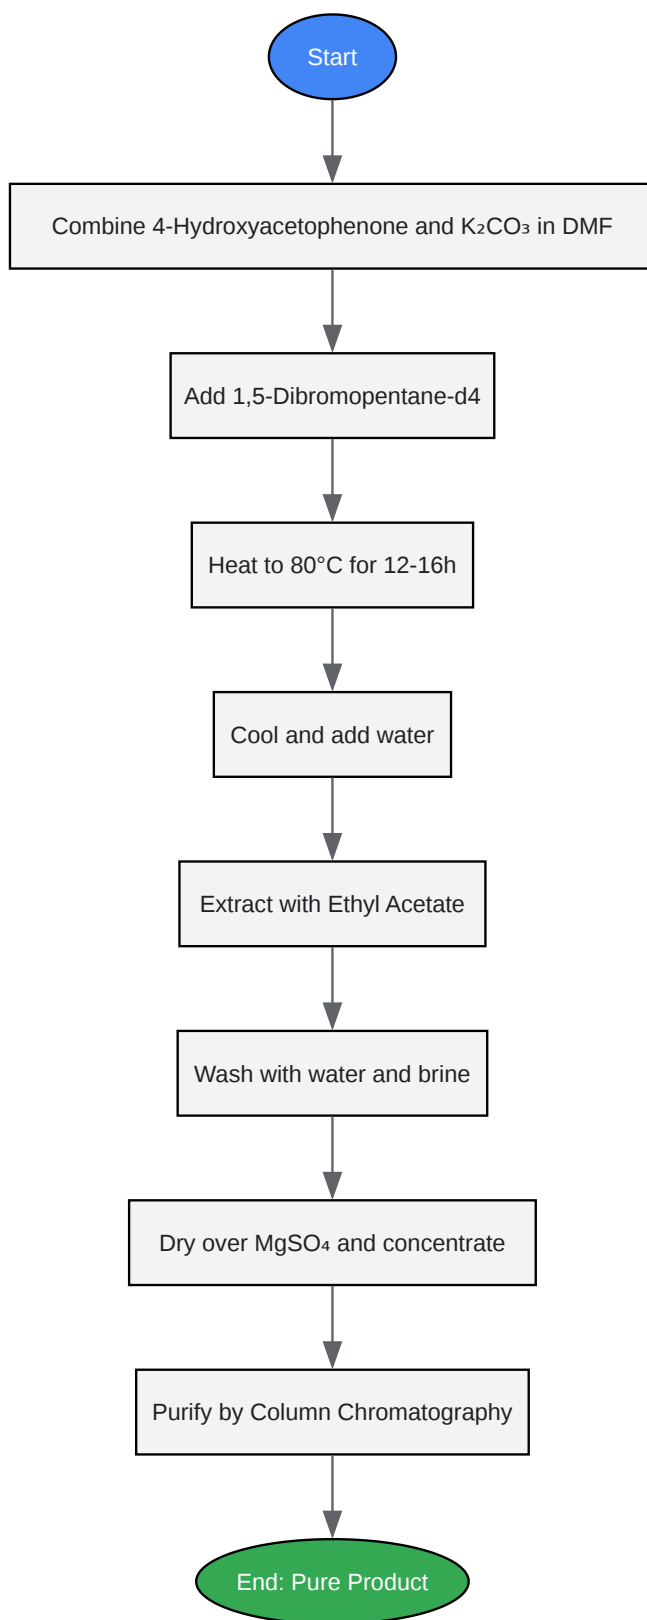 Start
Combine 4-Hydroxyacetophenone and K₂CO₃ in DMF
Add 1,5-Dibromopentane-d4
Heat to 80°C for 12-16h
Cool and add water
Extract with Ethyl Acetate
Wash with water and brine
Dry over MgSO₄ and concentrate
Purify by Column Chromatography
End: Pure Product